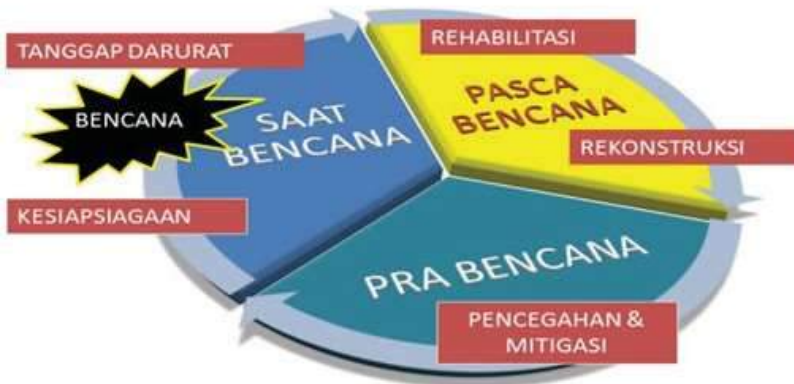 TANGGAP DARURAT
REHABILITASI
BENCANA
SAAT
BENCANA
PASCA
BENCANA
REKONSTRUKSI
KESIAPSIAGAAN
PRA BENCANA
PENCEGAHAN &
MITIGASI